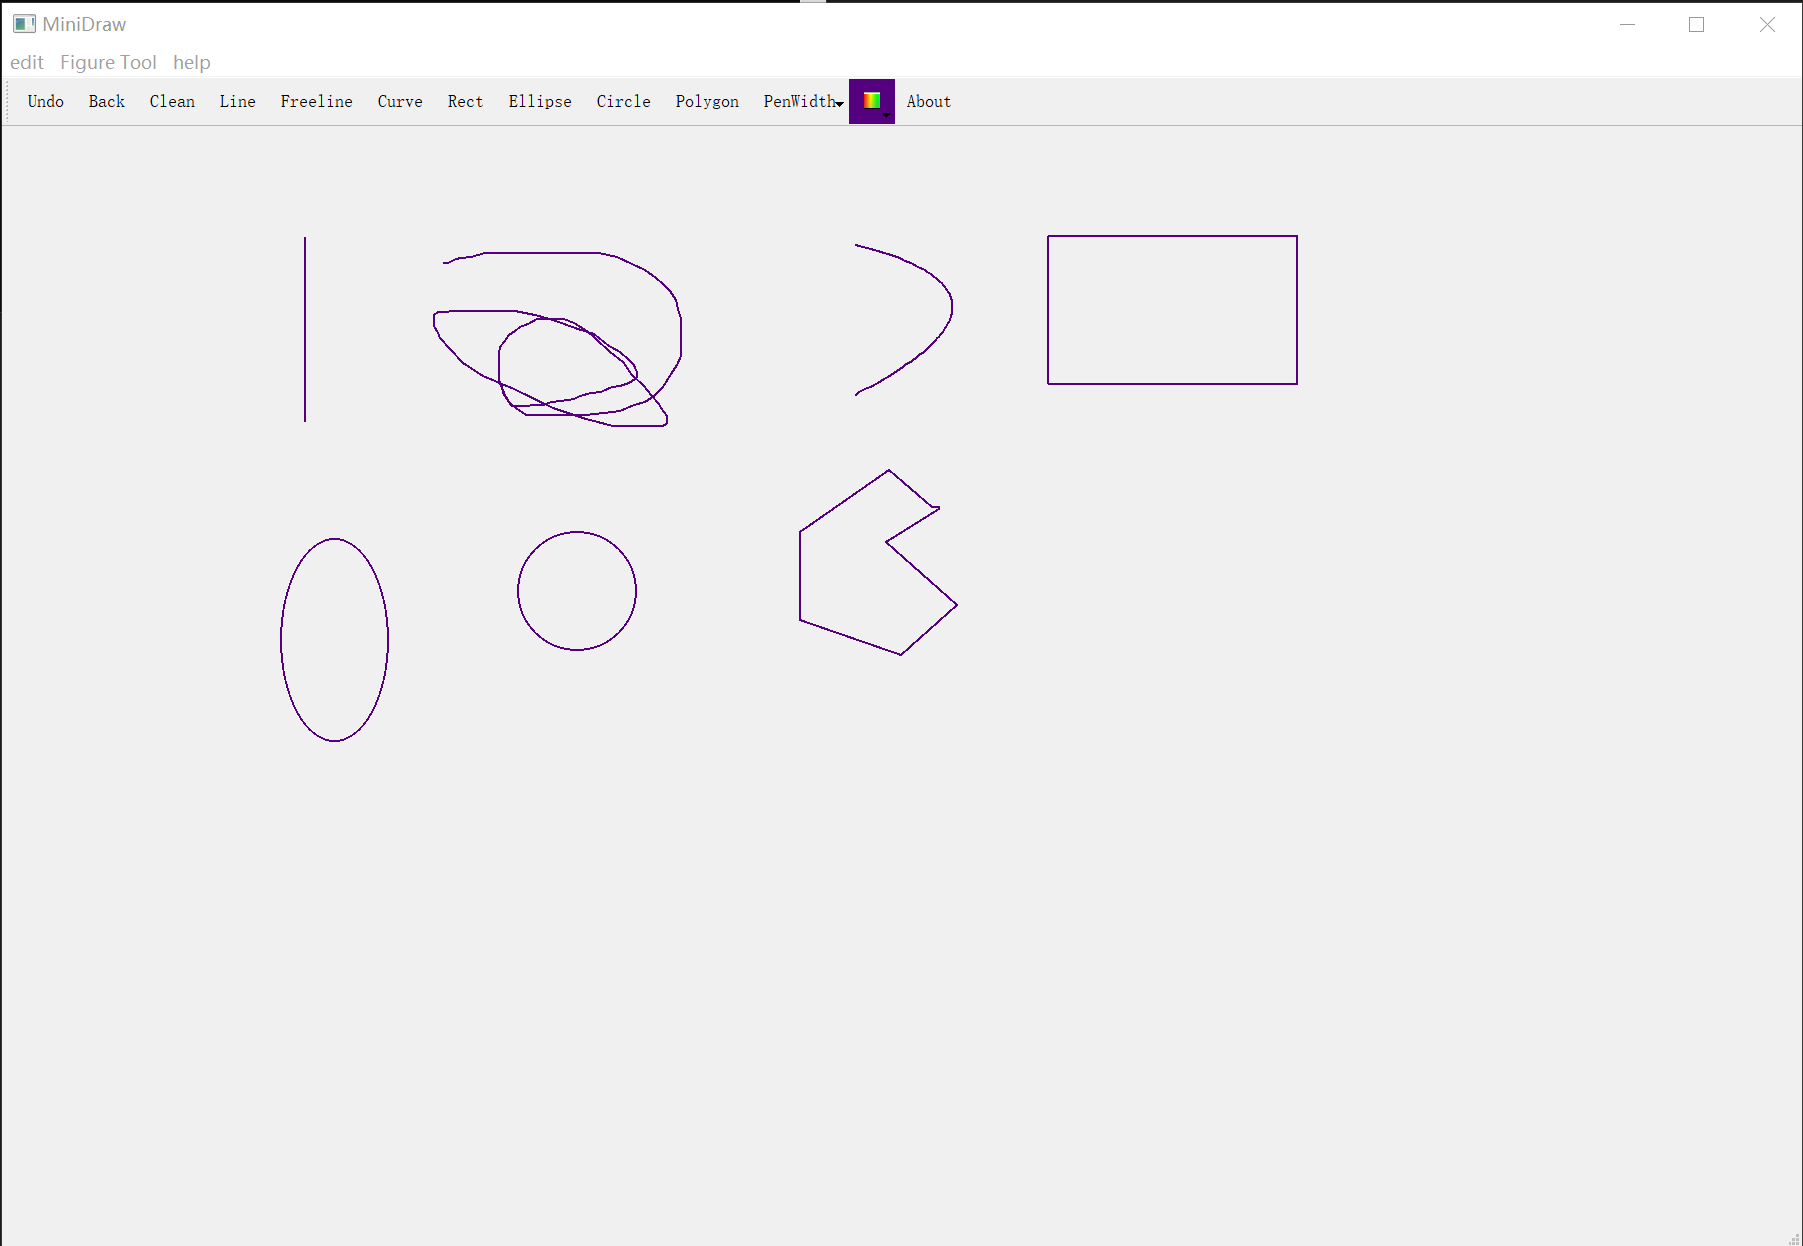 MiniDraw
edit Figure Tool help
Undo Back Clean Line Freeline Curve Rect Ellipse Circle Polygon PenWidth About